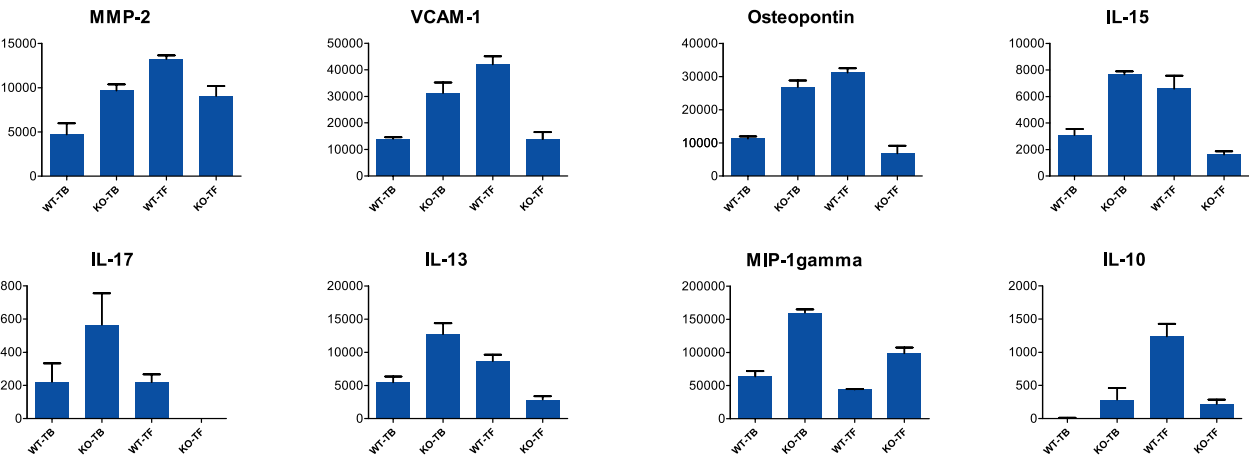 MMP-2
15000
10000
5000
0
WT-TB
KO-TB
WT-TF
KO-TF
VCAM-1
50000
40000
30000
20000
10000
0
WT-TB
KO-TB
WT-TF
KO-TF
Osteopontin
40000
30000
20000
10000
0
WT-TB
KO-TB
WT-TF
KO-TF
IL-15
10000
8000
6000
4000
2000
0
WT-TB
KO-TB
WT-TF
KO-TF
IL-17
800
600
400
200
0
WT-TB
KO-TB
WT-TF
KO-TF
IL-13
20000
15000
10000
5000
0
WT-TB
KO-TB
WT-TF
KO-TF
MIP-1gamma
200000
150000
100000
50000
0
WT-TB
KO-TB
WT-TF
KO-TF
IL-10
2000
1500
1000
500
0
WT-TB
KO-TB
WT-TF
KO-TF